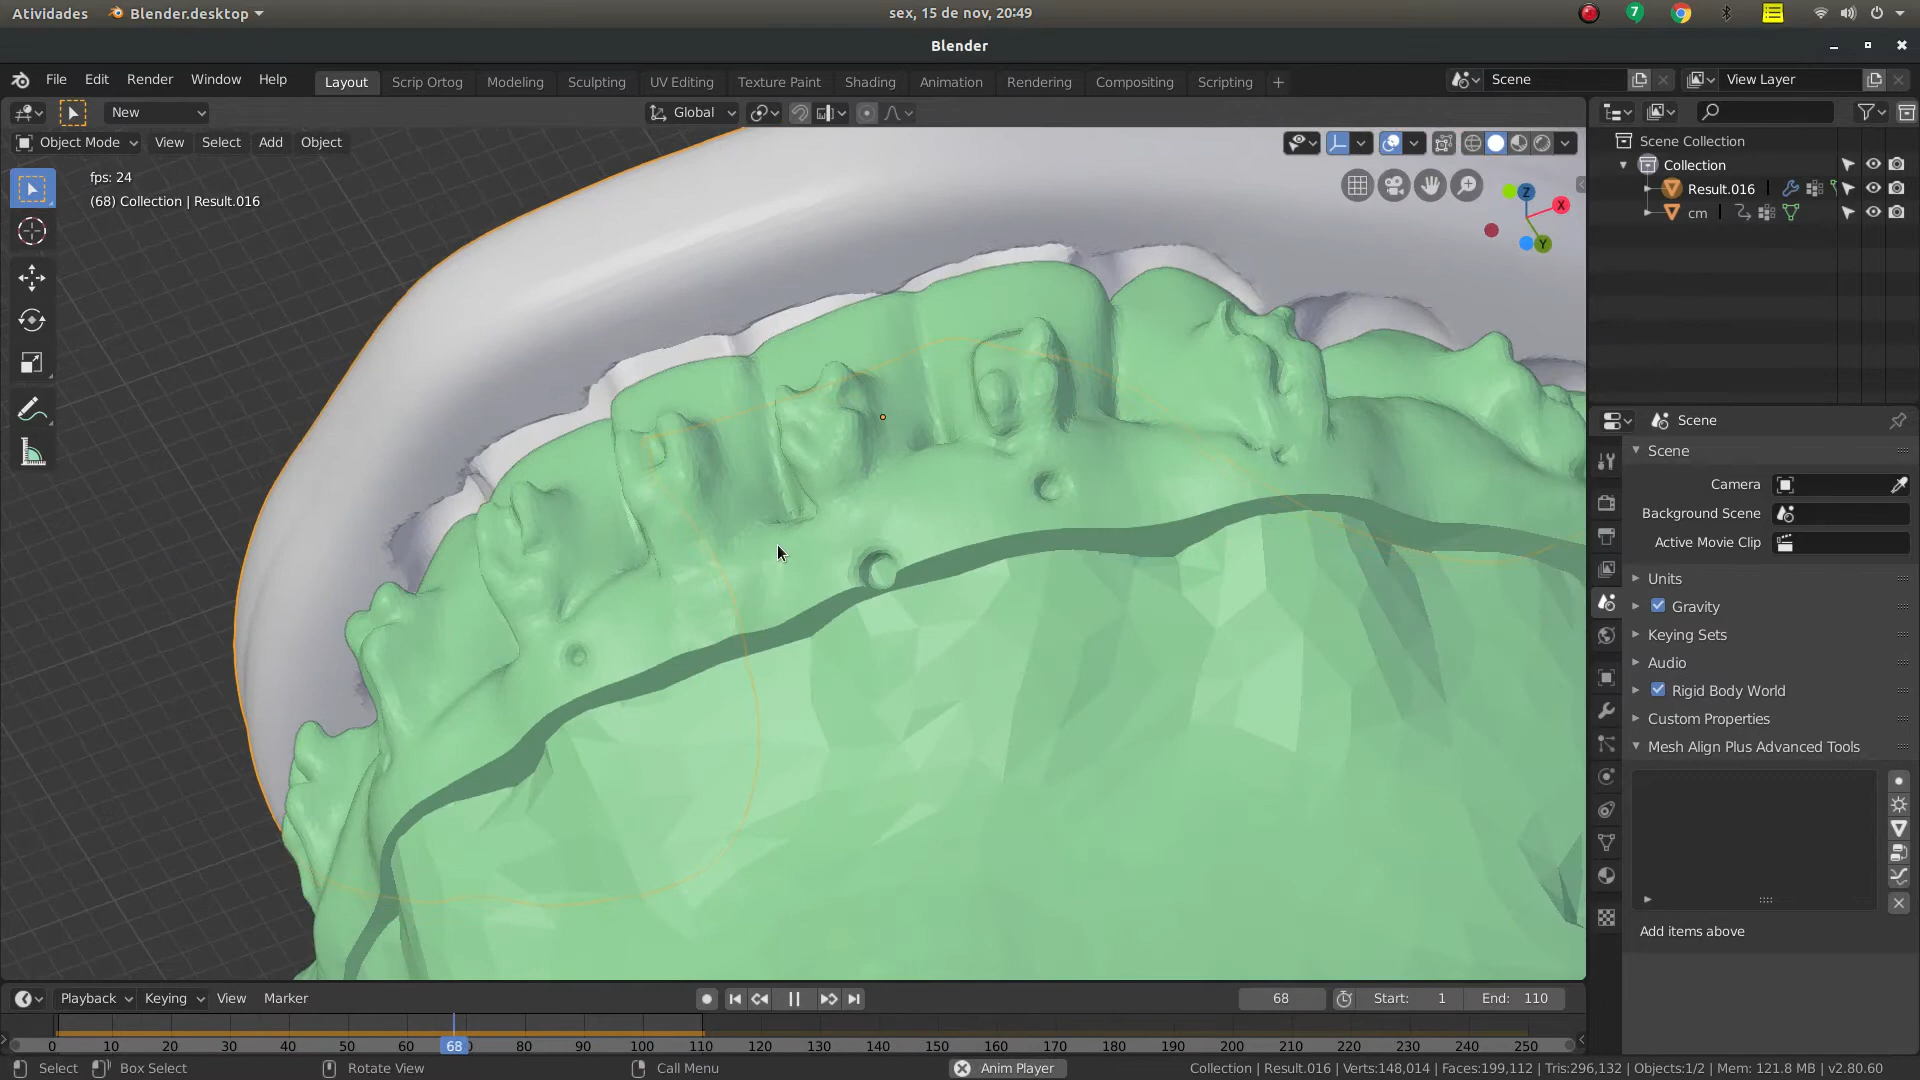 Atividades Blender.desktop sex, 15 de nov, 20:49 7
Blender
File Edit Render Window Help Layout Scrip Ortog Modeling Sculpting UV Editing Texture Paint Shading Animation Rendering Compositing Scripting + Scene View Layer
New Global
Object Mode View Select Add Object
Scene Collection
Collection
fps: 24
Result.016
(68) Collection | Result.016
cm
Z
X
Y
Scene
Scene
Camera
Background Scene
Active Movie Clip
Units
Gravity
Keying Sets
Audio
Rigid Body World
Custom Properties
Mesh Align Plus Advanced Tools
Add items above
Playback Keying View Marker 68 Start: 1 End: 110
0 10 20 30 40 50 60 68 80 90 100 110 120 130 140 150 160 170 180 190 200 210 220 230 240 250
Select Box Select Rotate View Call Menu Anim Player Collection | Result.016 | Verts:148,014 | Faces:199,112 | Tris:296,132 | Objects:1/2 | Mem: 121.8 MB | v2.80.60